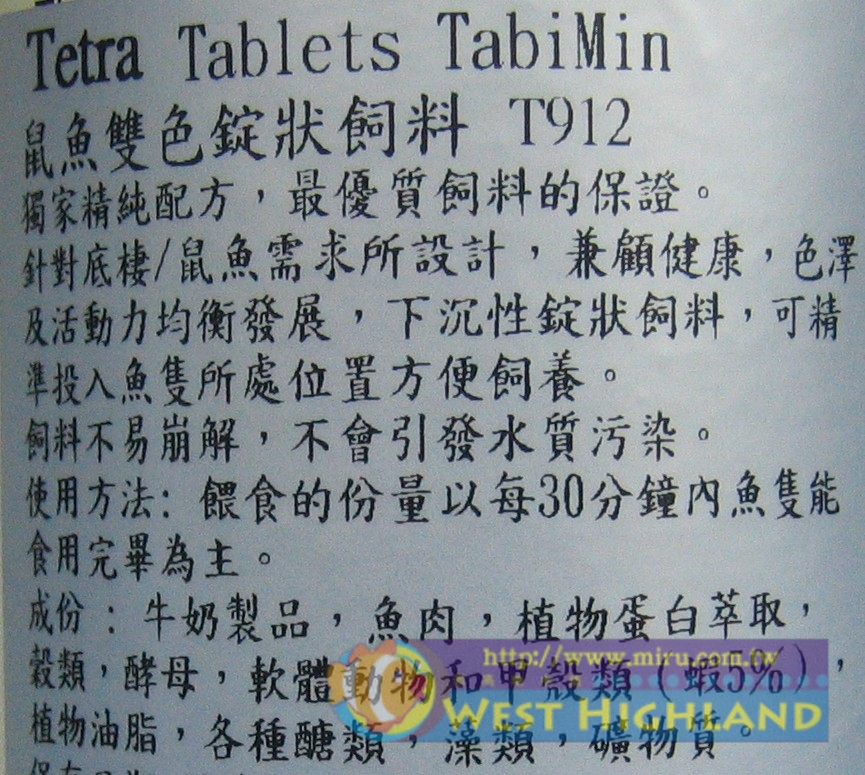 Tetra Tablets TabiMin
鼠魚雙色錠狀飼料 T912
獨家精純配方，最優質飼料的保證。
針對底棲/鼠魚需求所設計，兼顧健康，色澤
及活動力均衡發展，下沉性錠狀飼料，可精
準投入魚隻所處位置方便飼養。
飼料不易崩解，不會引發水質污染。
使用方法：餵食的份量以每30分鐘內魚隻能
食用完畢為主。
成份：牛奶製品，魚肉，植物蛋白萃取，
穀類，酵母，軟體動物和甲殼類（蝦5%），
http://www.miru.com.tw
WEST HIGHLAND
植物油脂，各種醣類，藻類，礦物質。